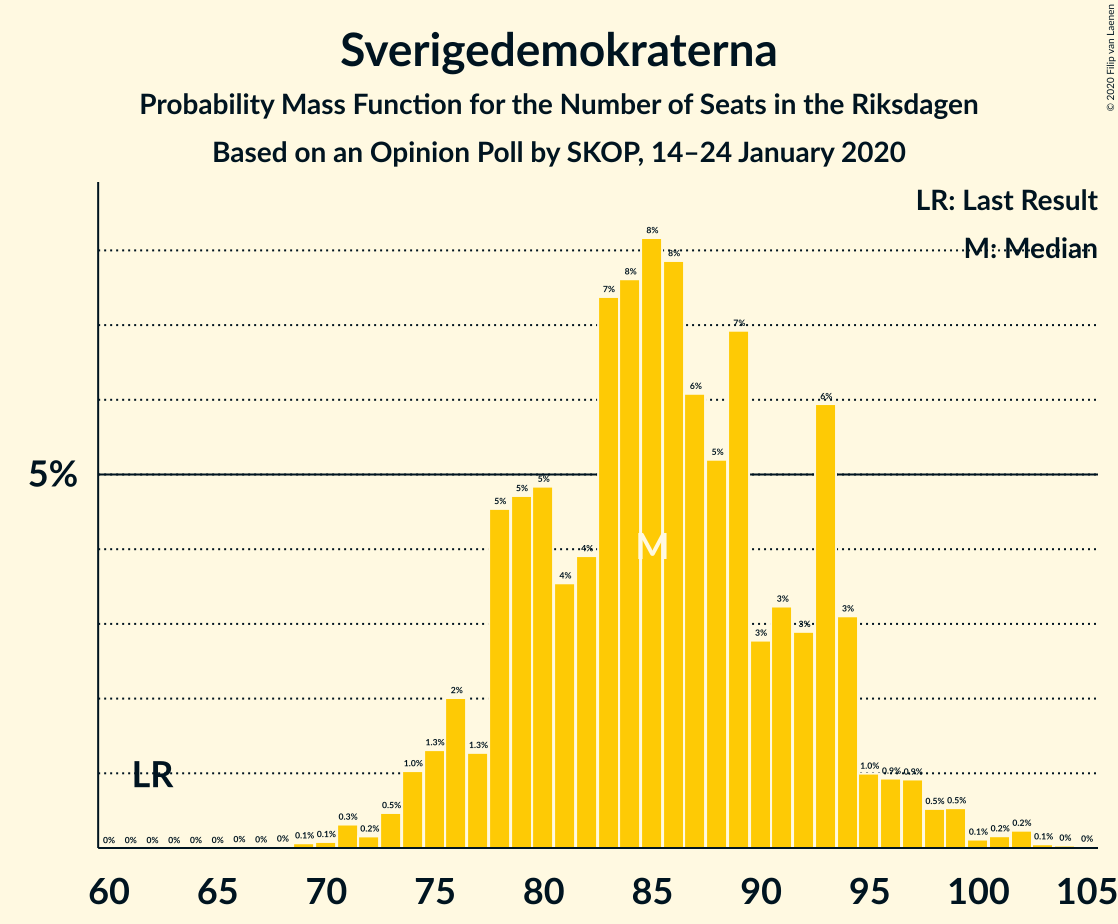 Sverigedemokraterna
Probability Mass Function for the Number of Seats in the Riksdagen
Based on an Opinion Poll by SKOP, 14–24 January 2020
© 2020 Filip van Laenen
LR: Last Result
M: Median
5%
LR
M
0% 0% 0% 0% 0% 0% 0% 0% 0% 0.1% 0.1% 0.3% 0.2% 0.5% 1.0% 1.3% 2% 1.3% 5% 5% 5% 4% 4% 7% 8% 8% 8% 6% 5% 7% 3% 3% 3% 6% 3% 1.0% 0.9% 0.9% 0.5% 0.5% 0.1% 0.2% 0.2% 0.1% 0% 0%
60 65 70 75 80 85 90 95 100 105